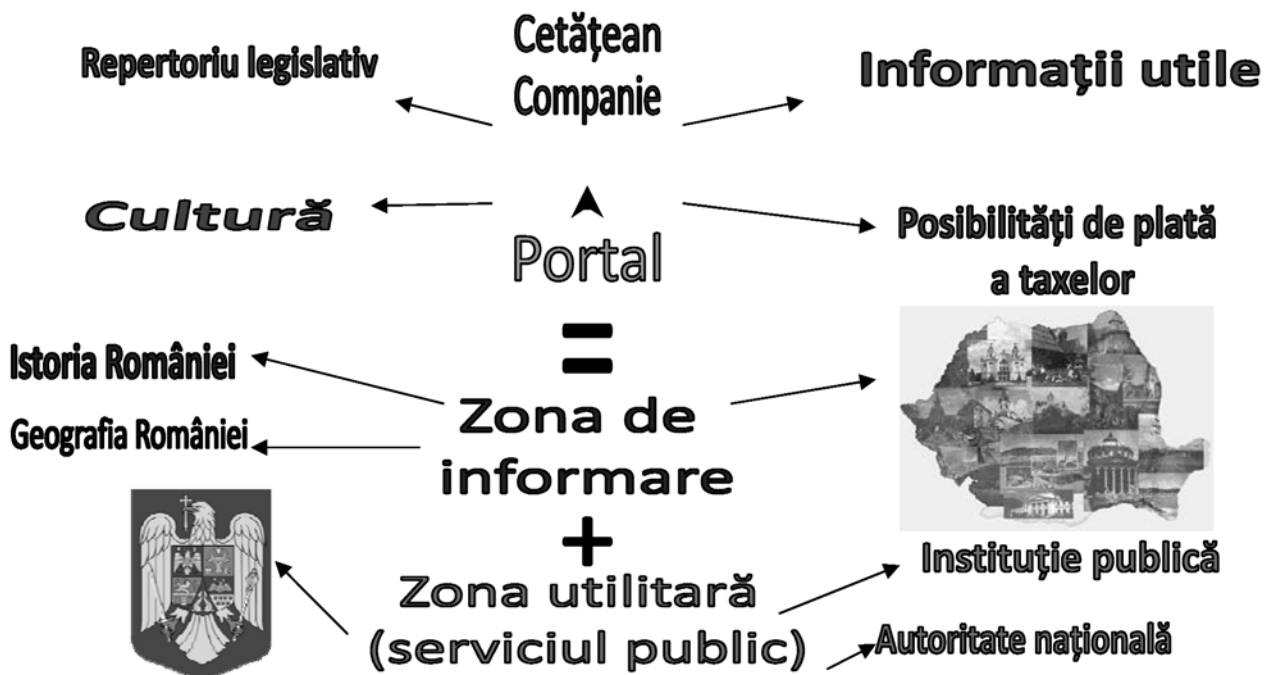 Cetățean
Companie
Repertoriu legislativ
Informații utile
Cultură
Portal
Posibilități de plată
a taxelor
=
Istoria României
Geografia României
Zona de
informare
+
Instituție publică
Zona utilitară
(serviciul public)
Autoritate națională